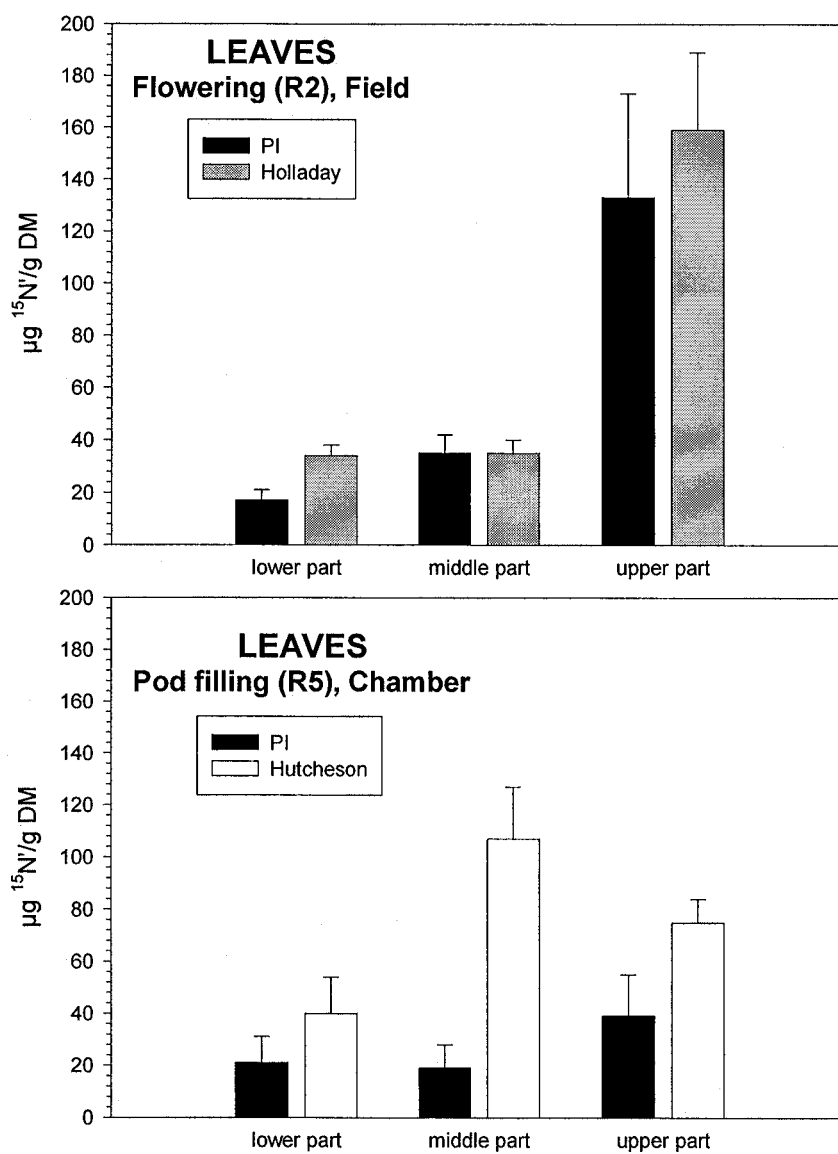 LEAVES
Flowering (R2), Field
PI
Holladay
µg ¹⁵N'/g DM
200
180
160
140
120
100
80
60
40
20
0
lower part middle part upper part
LEAVES
Pod filling (R5), Chamber
PI
Hutcheson
µg ¹⁵N'/g DM
200
180
160
140
120
100
80
60
40
20
0
lower part middle part upper part